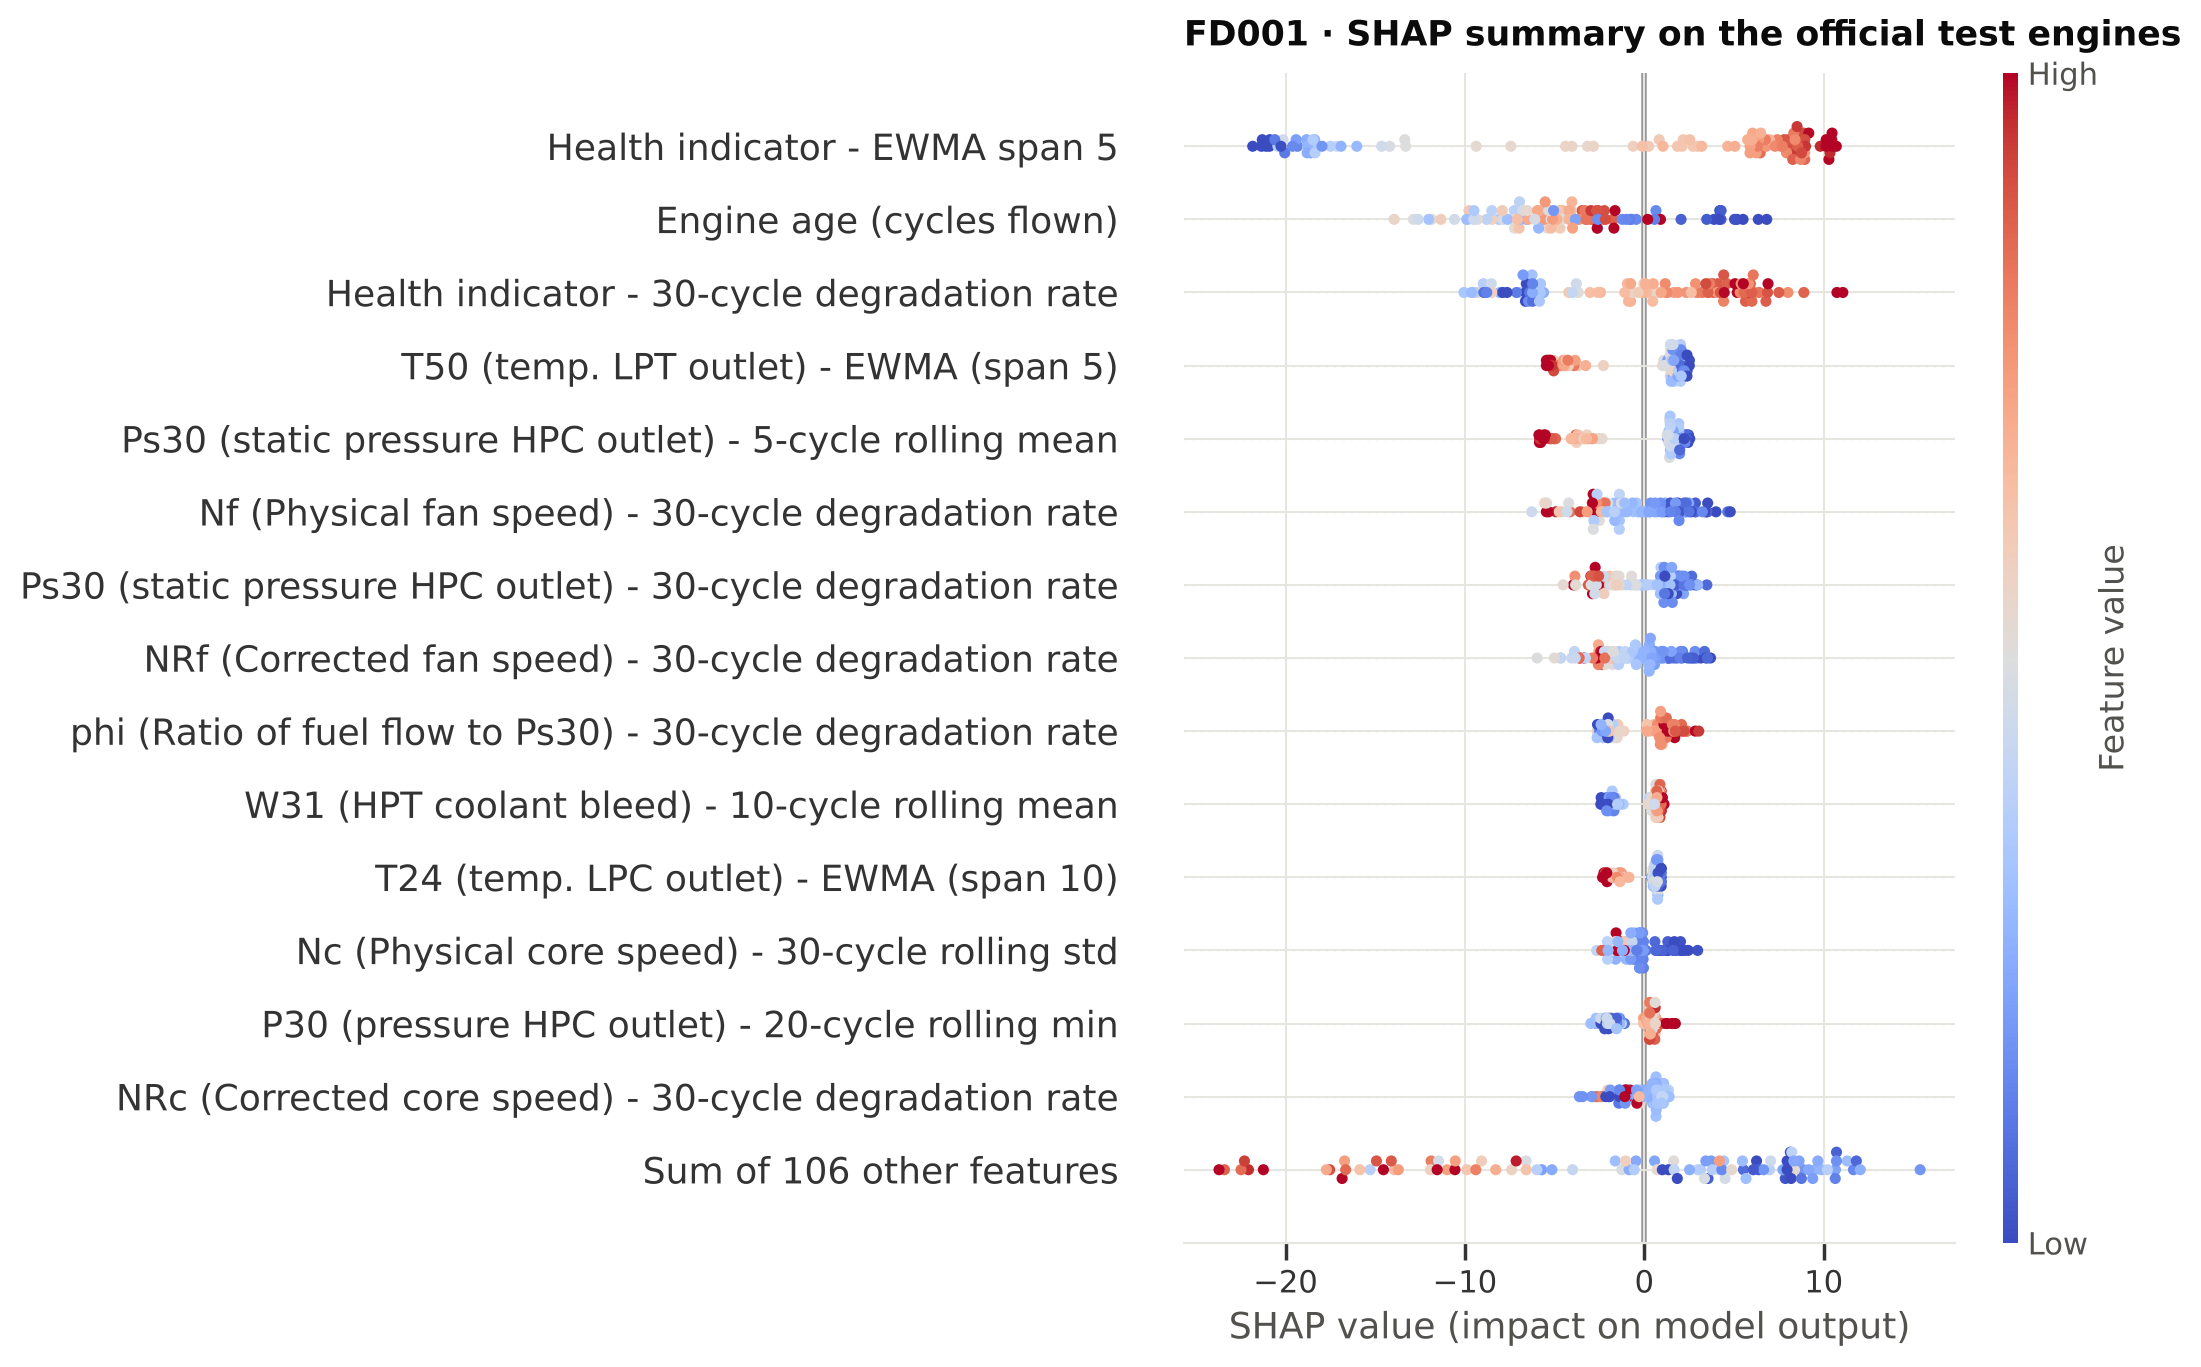 FD001 · SHAP summary on the official test engines
High
Health indicator - EWMA span 5
Engine age (cycles flown)
Health indicator - 30-cycle degradation rate
T50 (temp. LPT outlet) - EWMA (span 5)
Ps30 (static pressure HPC outlet) - 5-cycle rolling mean
Nf (Physical fan speed) - 30-cycle degradation rate
Ps30 (static pressure HPC outlet) - 30-cycle degradation rate
NRf (Corrected fan speed) - 30-cycle degradation rate
phi (Ratio of fuel flow to Ps30) - 30-cycle degradation rate
W31 (HPT coolant bleed) - 10-cycle rolling mean
T24 (temp. LPC outlet) - EWMA (span 10)
Nc (Physical core speed) - 30-cycle rolling std
P30 (pressure HPC outlet) - 20-cycle rolling min
NRc (Corrected core speed) - 30-cycle degradation rate
Sum of 106 other features
Feature value
Low
−20 −10 0 10
SHAP value (impact on model output)